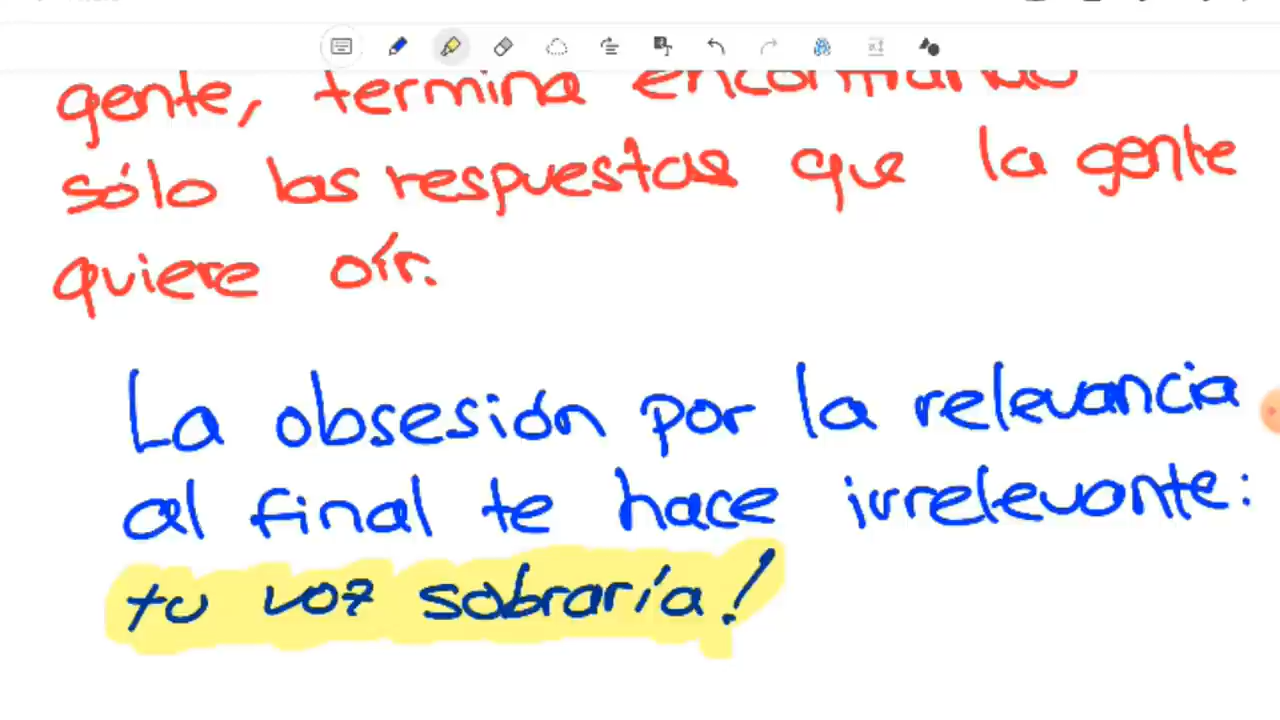 gente, termina encontrando
sólo las respuestas que la gente
quiere oír.
La obsesión por la relevancia
al final te hace irrelevante:
tu voz sobraría!